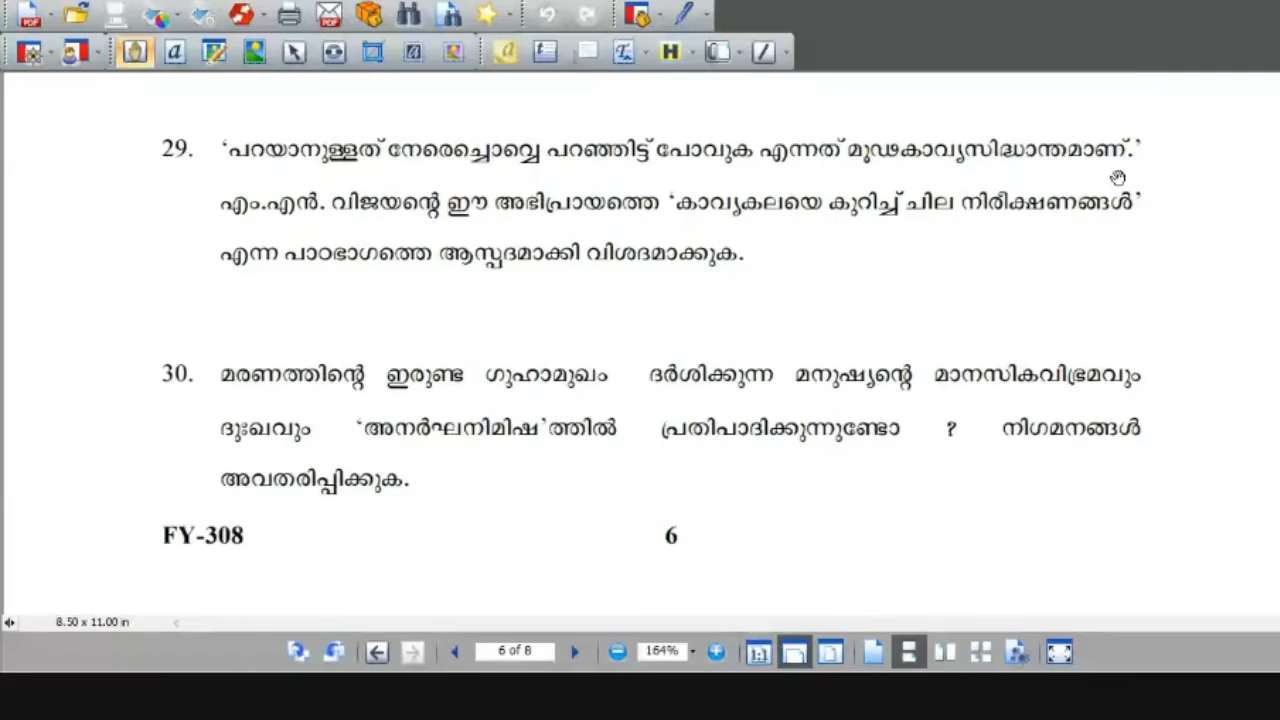 29. ‘പറയാനുള്ളത് നേരെച്ചൊവ്വെ പറഞ്ഞിട്ട് പോവുക എന്നത് മൂഢകാവ്യസിദ്ധാന്തമാണ്.’
എം.എൻ. വിജയന്റെ ഈ അഭിപ്രായത്തെ ‘കാവ്യകലയെ കുറിച്ച് ചില നിരീക്ഷണങ്ങൾ’
എന്ന പാഠഭാഗത്തെ ആസ്പദമാക്കി വിശദമാക്കുക.
30. മരണത്തിന്റെ ഇരുണ്ട ഗുഹാമുഖം ദർശിക്കുന്ന മനുഷ്യന്റെ മാനസികവിഭ്രമവും
ദുഃഖവും ‘അനർഘനിമിഷ’ത്തിൽ പ്രതിപാദിക്കുന്നുണ്ടോ ? നിഗമനങ്ങൾ
അവതരിപ്പിക്കുക.
FY-308 6
8.50 x 11.00 in
6 of 8 164% 1:1